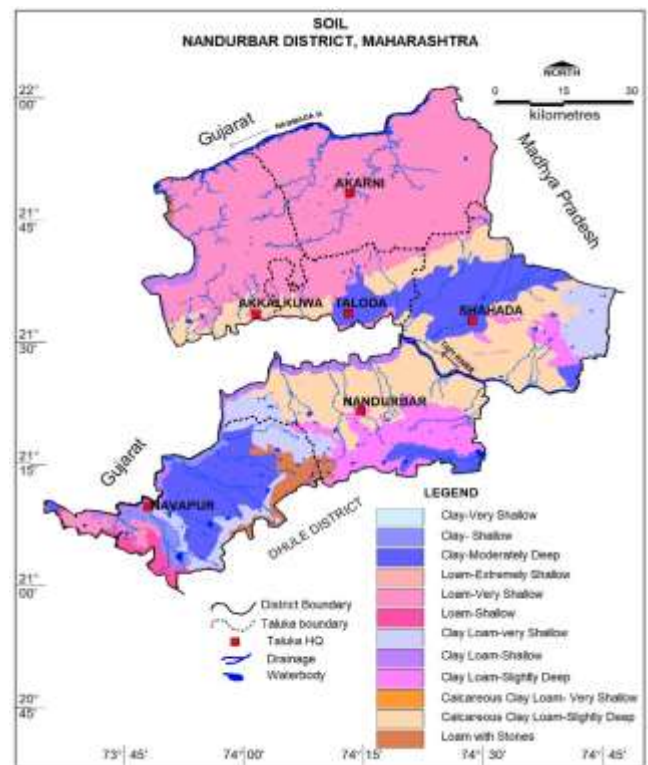 SOIL
NANDURBAR DISTRICT, MAHARASHTRA
NORTH
0 15 30
kilometres
22° 00'
21° 45'
21° 30'
21° 15'
21° 00'
20° 45'
Gujarat
NARMADA R.
Madhya Pradesh
AKARNI
AKKALKUWA
TALODA
SHAHADA
TAPI RIVER
NANDURBAR
Gujarat
NAVAPUR
DHULE DISTRICT
LEGEND
Clay-Very Shallow
Clay- Shallow
Clay-Moderately Deep
Loam-Extremely Shallow
Loam-Very Shallow
Loam-Shallow
Clay Loam-very Shallow
Clay Loam-Shallow
Clay Loam-Slightly Deep
Calcareous Clay Loam- Very Shallow
Calcareous Clay Loam-Slightly Deep
Loam with Stones
District Boundary
Taluka boundary
Taluka HQ
Drainage
Waterbody
73° 45' 74° 00' 74° 15' 74° 30' 74° 45'